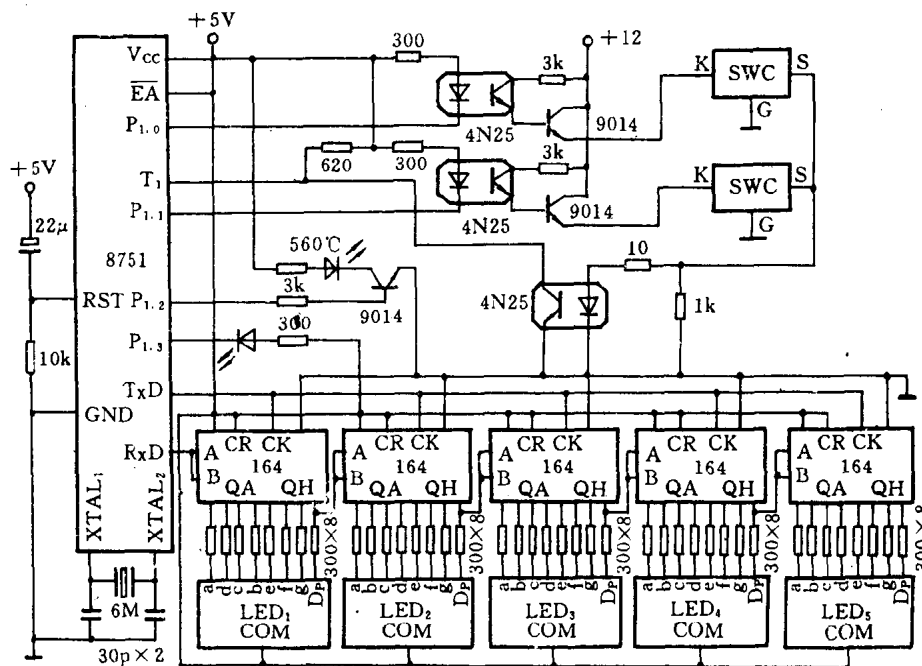 +5V
+12
Vcc
300
3k
K
SWC
S
G
EA
P1.0
4N25
9014
+5V
620
300
3k
T1
K
SWC
S
G
P1.1
4N25
9014
22μ
8751
560℃
10
RST
P1.2
3k
9014
4N25
1k
P1.3
300
10k
TxD
GND
RxD
A
B
CR
CK
164
QA
QH
A
B
CR
CK
164
QA
QH
A
B
CR
CK
164
QA
QH
A
B
CR
CK
164
QA
QH
A
B
CR
CK
164
QA
QH
XTAL1
XTAL2
300×8
300×8
300×8
300×8
300×8
6M
30p×2
a d c b e f g DP
LED1
COM
a b c d e f g DP
LED2
COM
a b c d e f g DP
LED3
COM
a b c d e f g DP
LED4
COM
a b c d e f g DP
LED5
COM